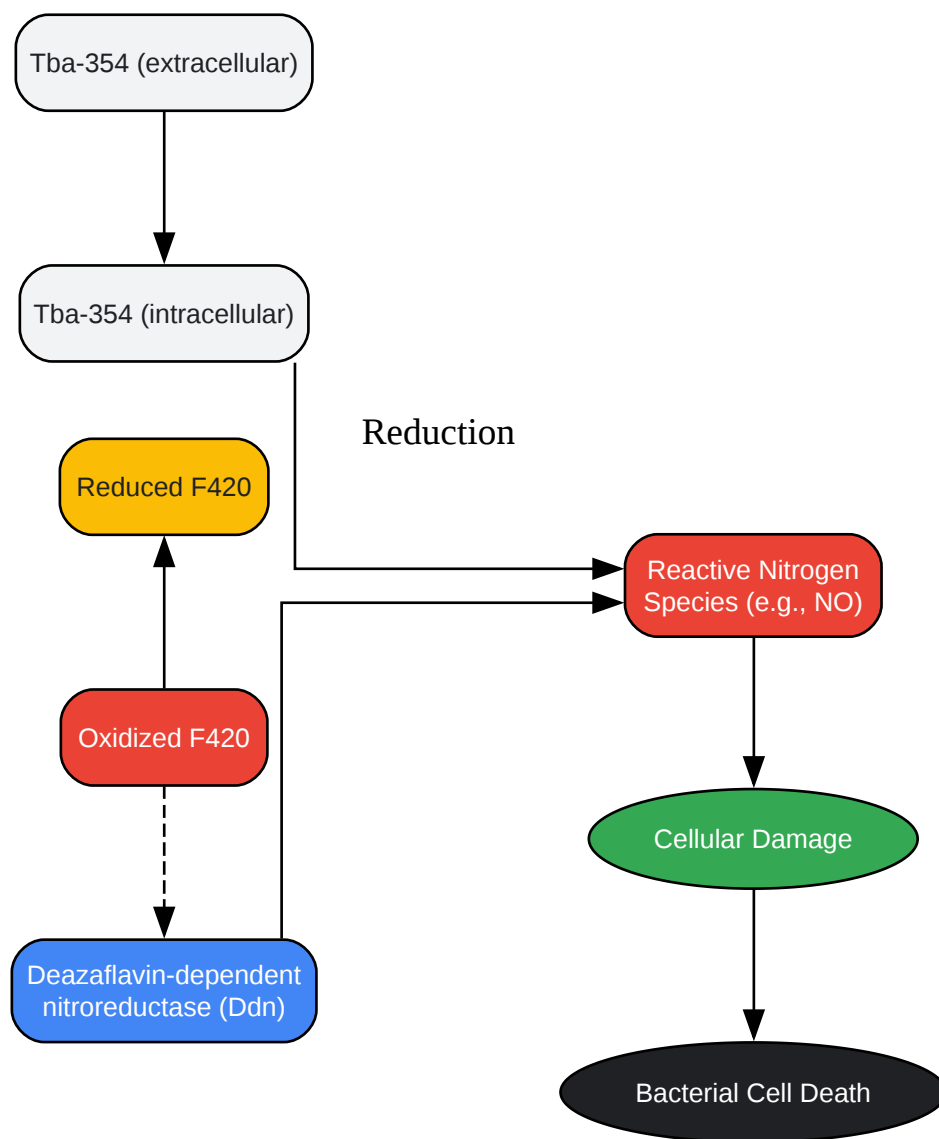 Tba-354 (extracellular)
Tba-354 (intracellular)
Reduction
Reduced F420
Reactive Nitrogen
Species (e.g., NO)
Oxidized F420
Cellular Damage
Deazaflavin-dependent
nitroreductase (Ddn)
Bacterial Cell Death